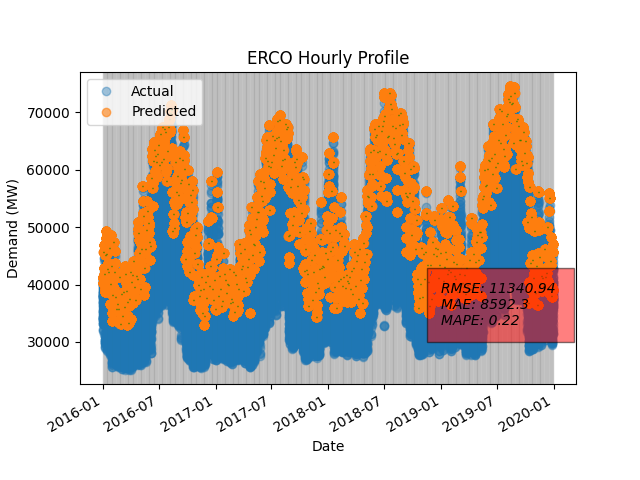 ERCO Hourly Profile
Actual
Predicted
70000
60000
50000
40000
30000
Demand (MW)
RMSE: 11340.94
MAE: 8592.3
MAPE: 0.22
2016-01
2016-07
2017-01
2017-07
2018-01
2018-07
2019-01
2019-07
2020-01
Date